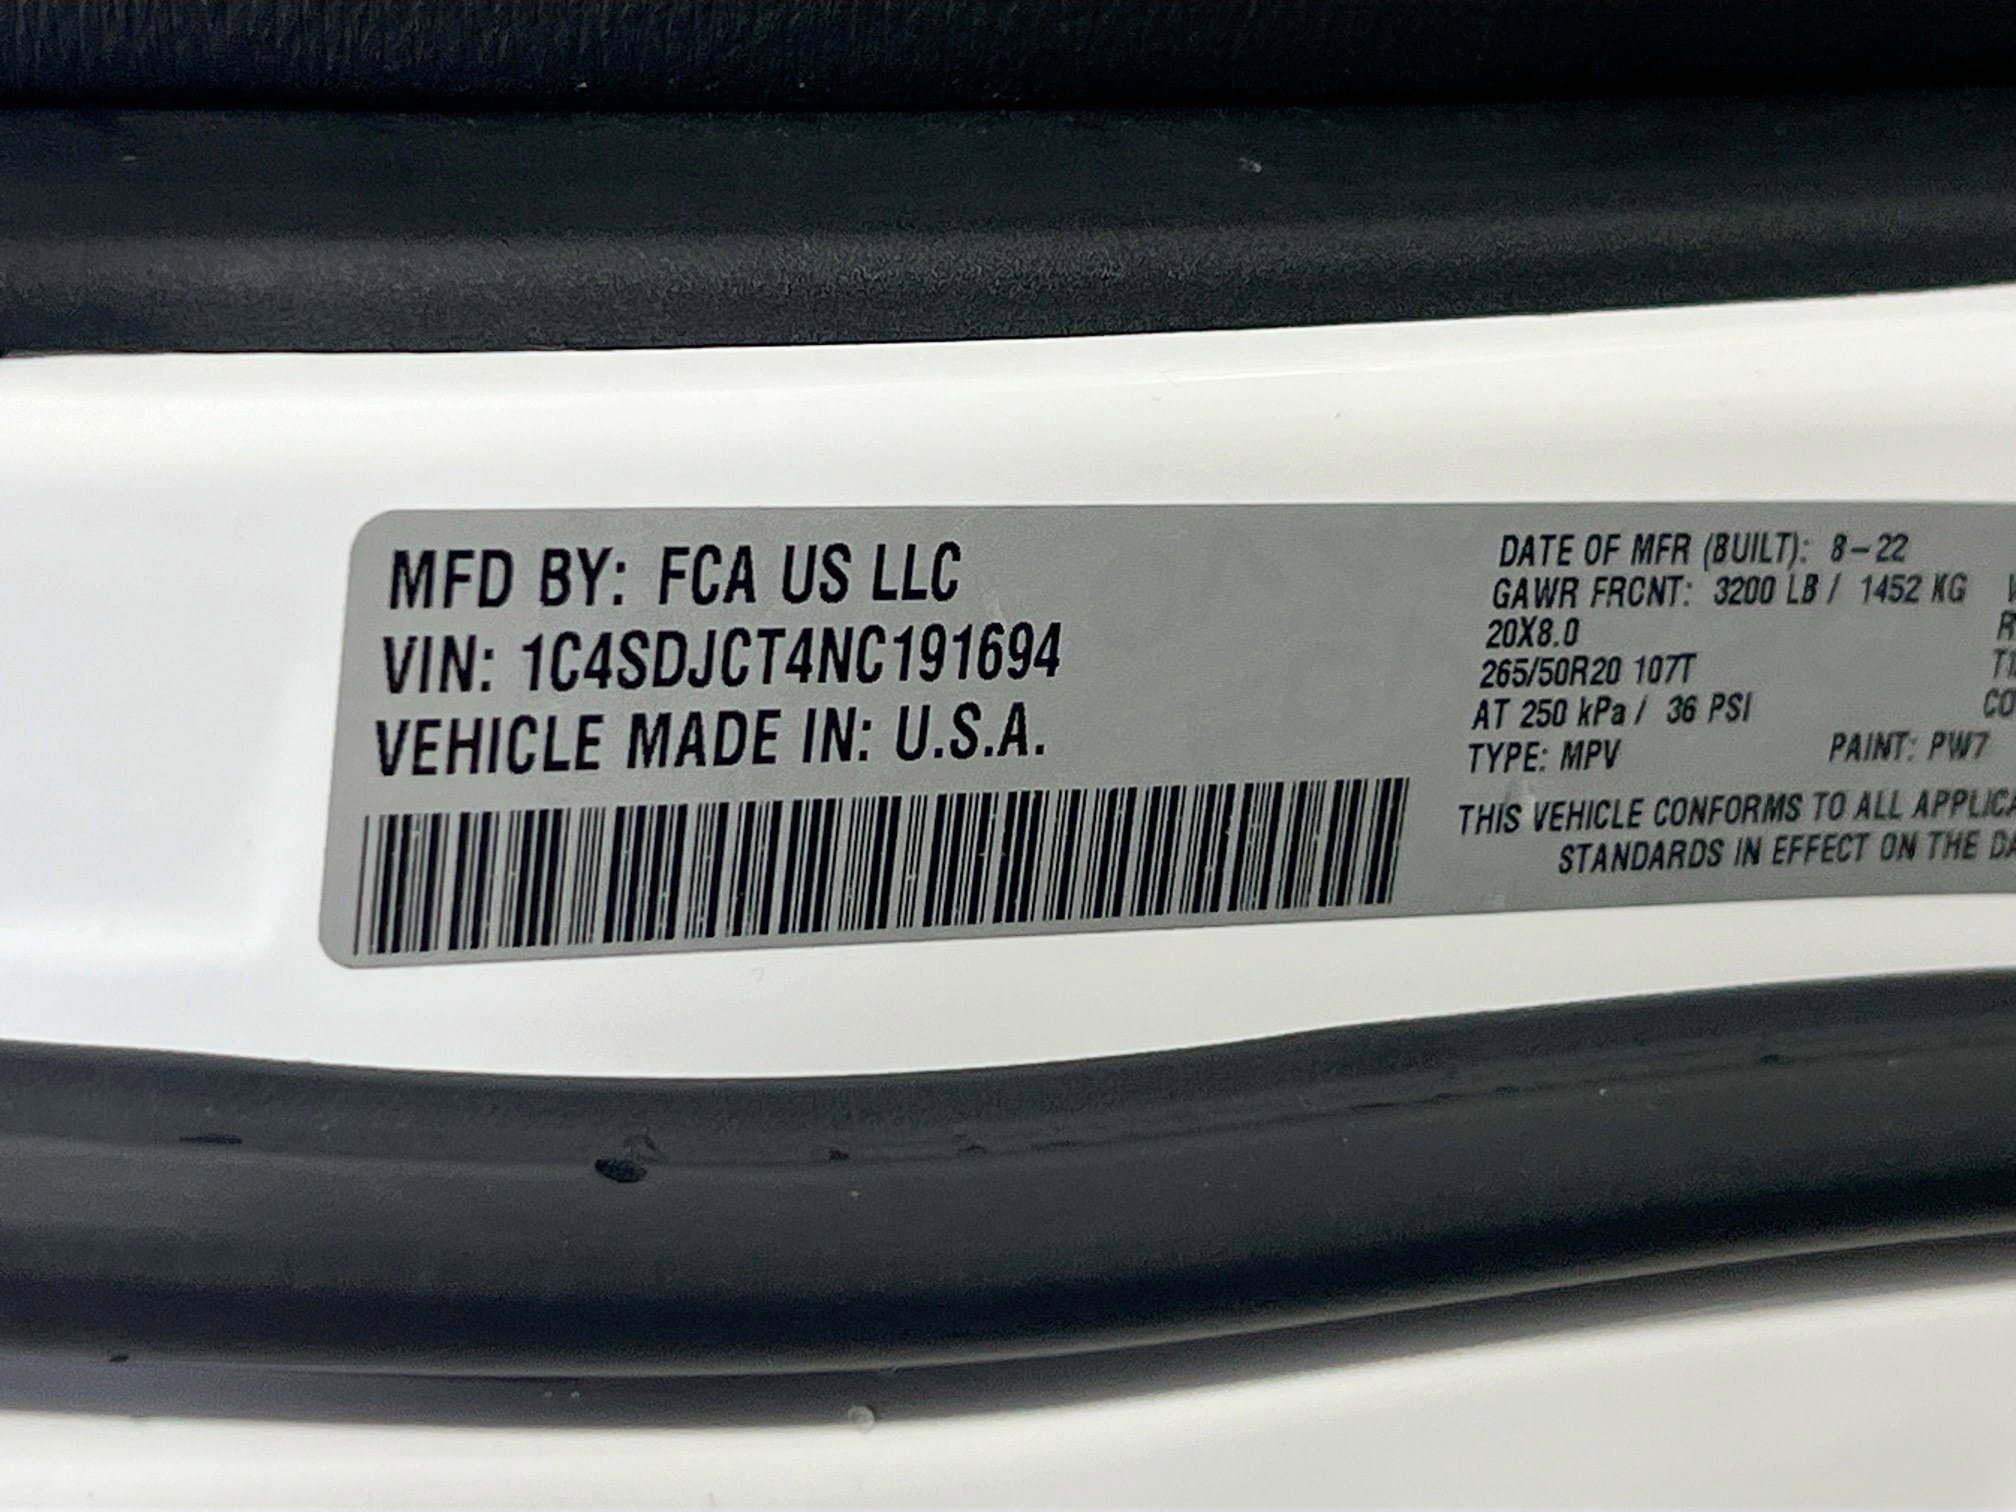 MFD BY: FCA US LLC
VIN: 1C4SDJCT4NC191694
VEHICLE MADE IN: U.S.A.
DATE OF MFR (BUILT): 8-22
GAWR FRONT: 3200 LB / 1452 KG
20X8.0
265/50R20 107T
AT 250 kPa / 36 PSI
TYPE: MPV PAINT: PW7
THIS VEHICLE CONFORMS TO ALL
STANDARDS IN EFFECT ON THE